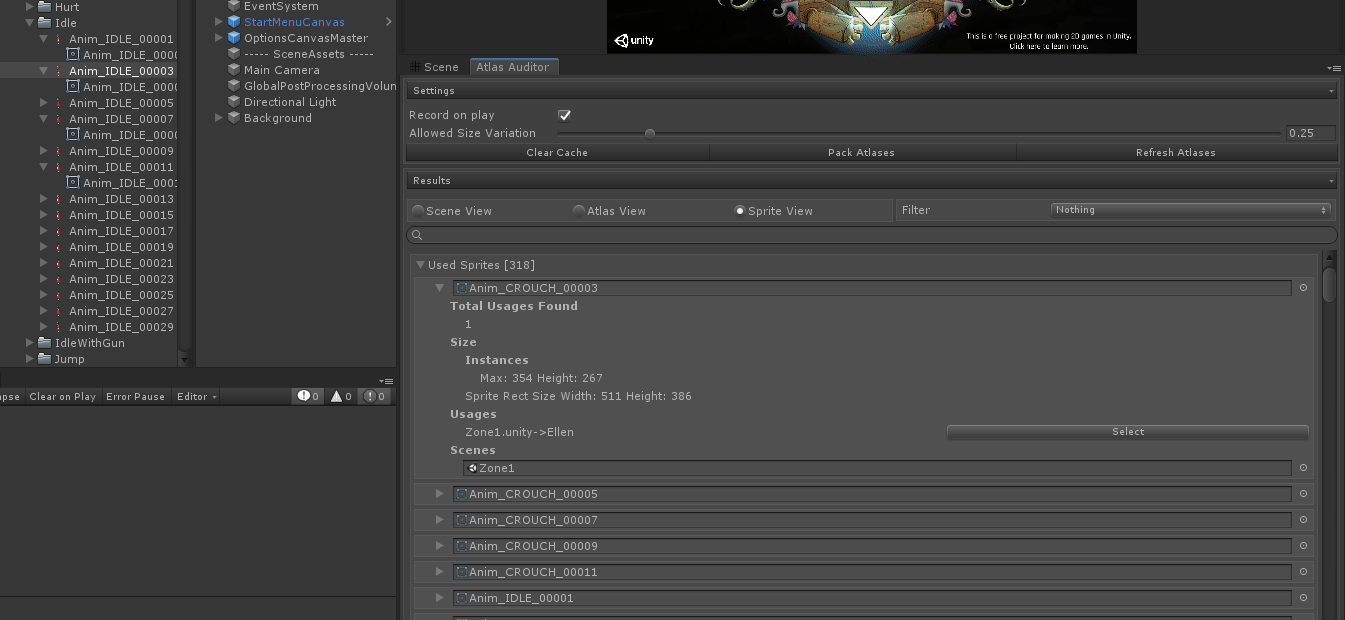 Hurt
Idle
Anim_IDLE_00001
Anim_IDLE_000
Anim_IDLE_00003
Anim_IDLE_000
Anim_IDLE_00005
Anim_IDLE_00007
Anim_IDLE_000
Anim_IDLE_00009
Anim_IDLE_00011
Anim_IDLE_000
Anim_IDLE_00013
Anim_IDLE_00015
Anim_IDLE_00017
Anim_IDLE_00019
Anim_IDLE_00021
Anim_IDLE_00023
Anim_IDLE_00025
Anim_IDLE_00027
Anim_IDLE_00029
IdleWithGun
Jump
EventSystem
StartMenuCanvas
OptionsCanvasMaster
----- SceneAssets -----
Main Camera
GlobalPostProcessingVolun
Directional Light
Background
unity
This is a free project for making 2D games in Unity.
Click here to learn more.
Scene Atlas Auditor
Settings
Record on play
Allowed Size Variation 0.25
Clear Cache Pack Atlases Refresh Atlases
Results
Scene View Atlas View Sprite View Filter Nothing
Used Sprites [318]
Anim_CROUCH_00003
Total Usages Found
1
Size
Instances
Max: 354 Height: 267
Sprite Rect Size Width: 511 Height: 386
Usages
Zone1.unity->Ellen Select
Scenes
Zone1
Anim_CROUCH_00005
Anim_CROUCH_00007
Anim_CROUCH_00009
Anim_CROUCH_00011
Anim_IDLE_00001
apse Clear on Play Error Pause Editor 0 0 0